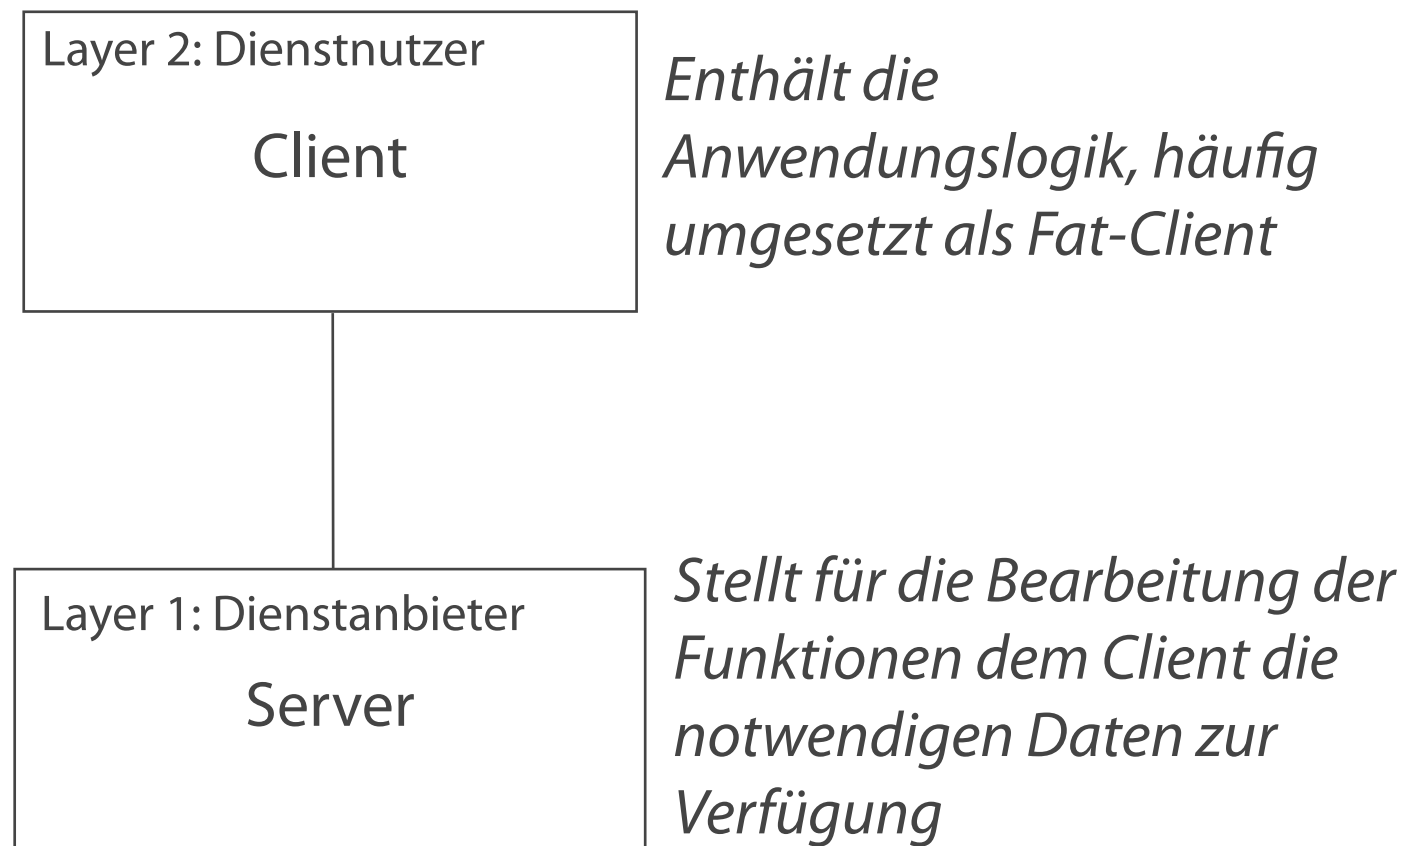 Layer 2: Dienstnutzer
Client
Enthält die
Anwendungslogik, häufig
umgesetzt als Fat-Client
Layer 1: Dienstanbieter
Server
Stellt für die Bearbeitung der
Funktionen dem Client die
notwendigen Daten zur
Verfügung